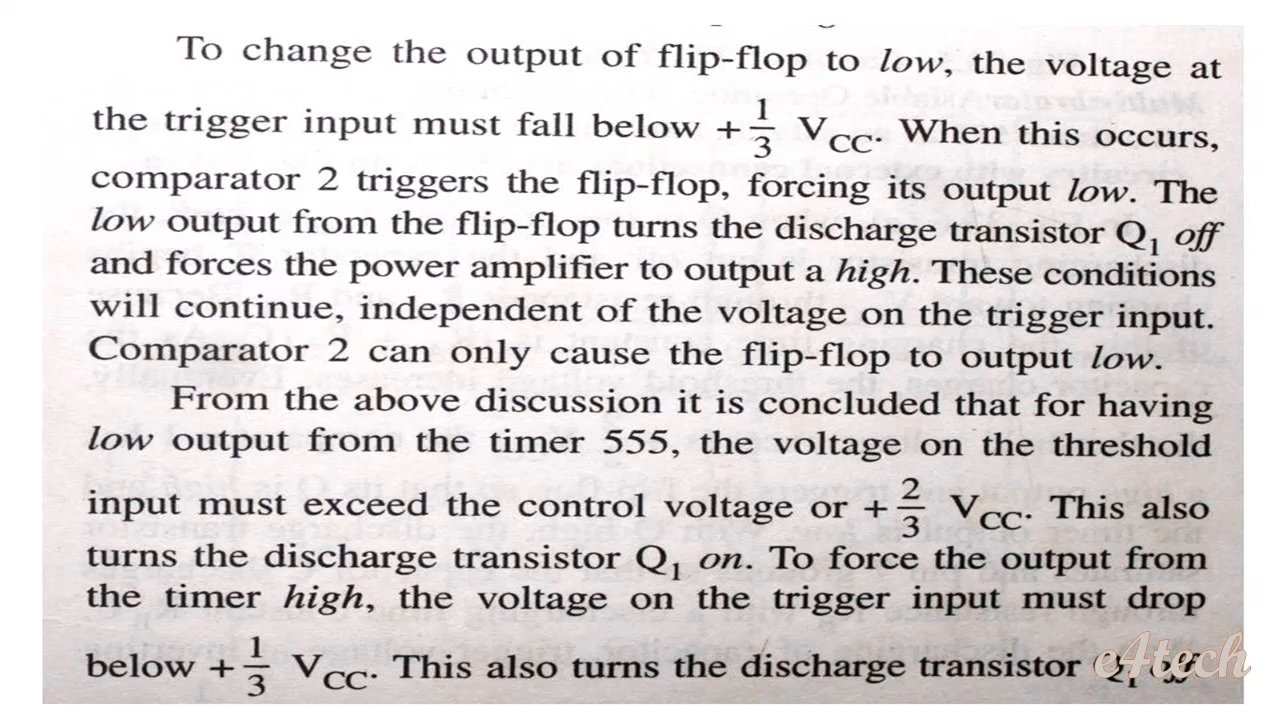 To change the output of flip-flop to low, the voltage at
the trigger input must fall below + 1/3 VCC. When this occurs,
comparator 2 triggers the flip-flop, forcing its output low. The
low output from the flip-flop turns the discharge transistor Q1 off
and forces the power amplifier to output a high. These conditions
will continue, independent of the voltage on the trigger input.
Comparator 2 can only cause the flip-flop to output low.
From the above discussion it is concluded that for having
low output from the timer 555, the voltage on the threshold
input must exceed the control voltage or + 2/3 VCC. This also
turns the discharge transistor Q1 on. To force the output from
the timer high, the voltage on the trigger input must drop
below + 1/3 VCC. This also turns the discharge transistor Q1 off
e4tech